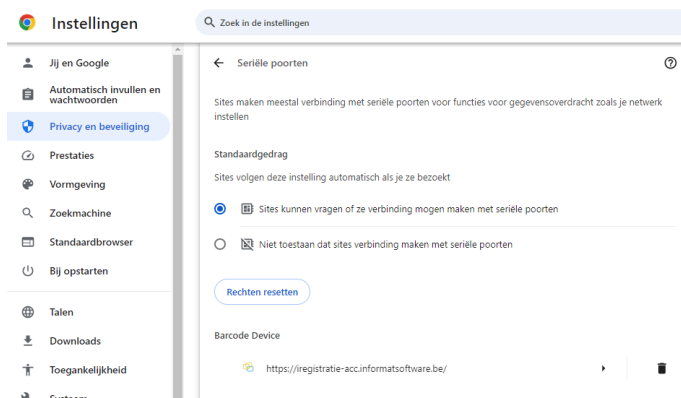 Instellingen
Zoek in de instellingen
Jij en Google
Automatisch invullen en
wachtwoorden
Privacy en beveiliging
Prestaties
Vormgeving
Zoekmachine
Standaardbrowser
Bij opstarten
Talen
Downloads
Toegankelijkheid
Systeem
Seriële poorten
Sites maken meestal verbinding met seriële poorten voor functies voor gegevensoverdracht zoals je netwerk
instellen
Standaardgedrag
Sites volgen deze instelling automatisch als je ze bezoekt
Sites kunnen vragen of ze verbinding mogen maken met seriële poorten
Niet toestaan dat sites verbinding maken met seriële poorten
Rechten resetten
Barcode Device
https://iregistratie-acc.informatsoftware.be/